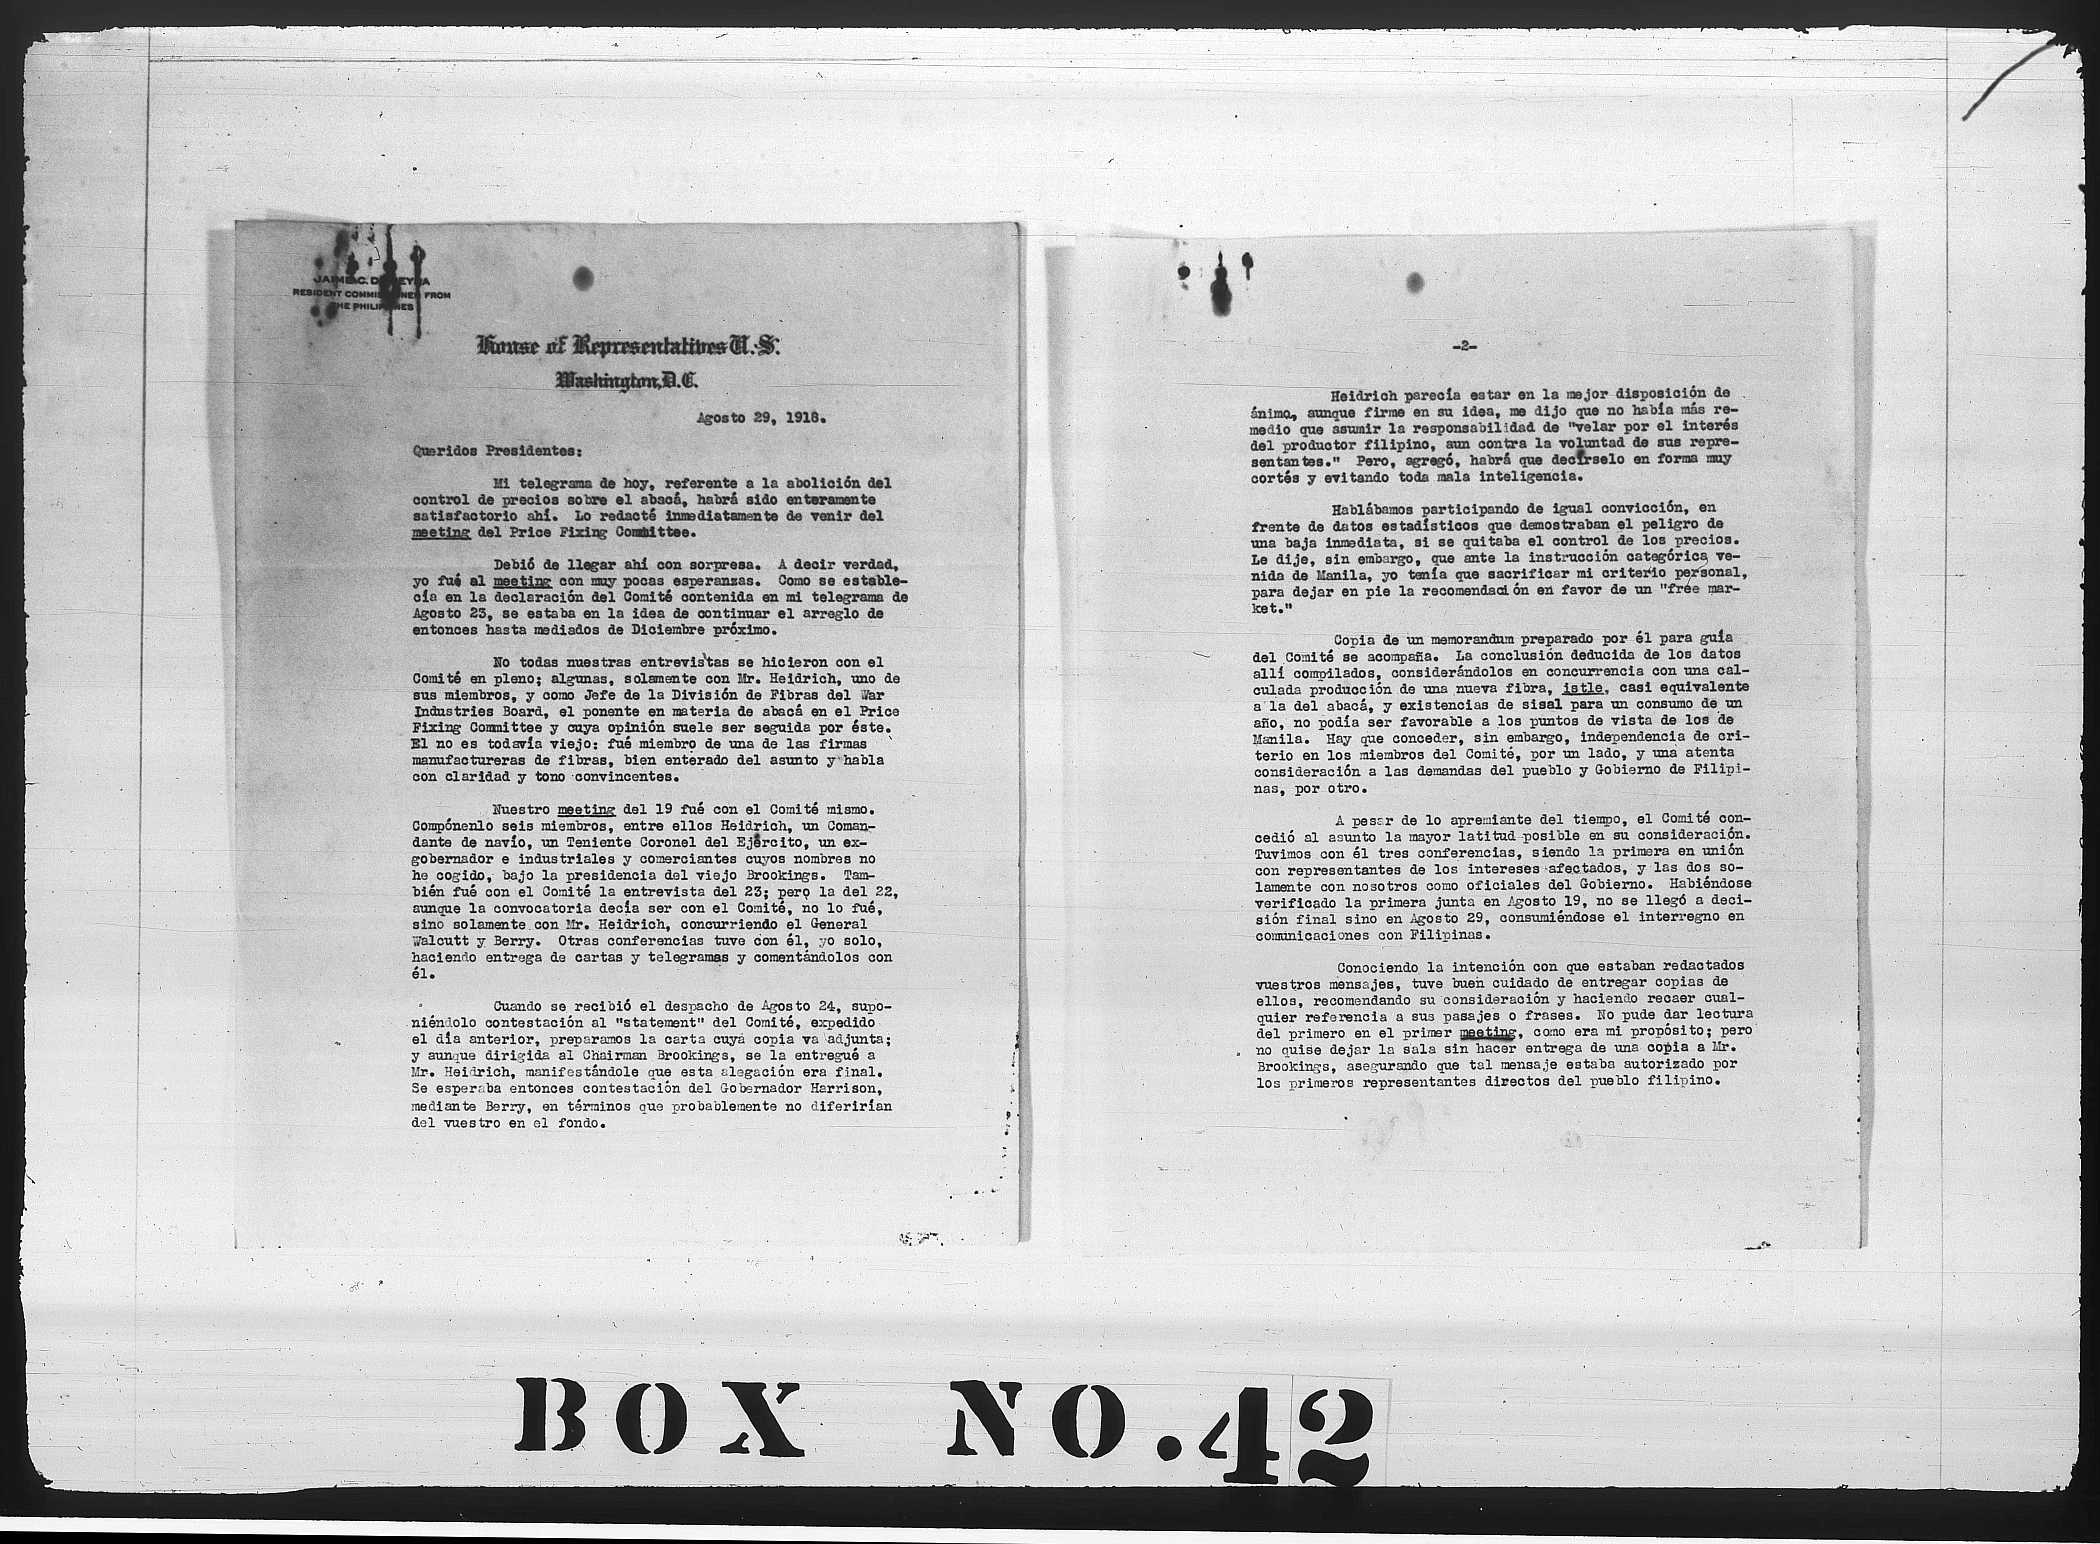 JAIME C. DE VEYRA
RESIDENT COMMISSIONER FROM
THE PHILIPPINES
House of Representatives U.S.
Washington, D.C.
Agosto 29, 1918.
Queridos Presidentes:
Mi telegrama de hoy, referente a la abolición del
control de precios sobre el abacá, habrá sido enteramente
satisfactorio ahí. Lo redacté inmediatamente de venir del
meeting del Price Fixing Committee.
Debió de llegar ahí con sorpresa. A decir verdad,
yo fuí al meeting con muy pocas esperanzas. Como se estable-
cía en la declaración del Comité contenida en mi telegrama de
Agosto 23, se estaba en la idea de continuar el arreglo de
entonces hasta mediados de Diciembre próximo.
No todas nuestras entrevistas se hicieron con el
Comité en pleno; algunas, solamente con Mr. Heidrich, uno de
sus miembros, y como Jefe de la División de Fibras del War
Industries Board, el ponente en materia de abacá en el Price
Fixing Committee y cuya opinión suele ser seguida por éste.
El no es todavía viejo: fué miembro de una de las firmas
manufactureras de fibras, bien enterado del asunto y habla
con claridad y tono convincentes.
Nuestro meeting del 19 fué con el Comité mismo.
Compónenlo seis miembros, entre ellos Heidrich, un Coman-
dante de navío, un Teniente Coronel del Ejército, un ex-
gobernador e industriales y comerciantes cuyos nombres no
he cogido, bajo la presidencia del viejo Brookings. Tam-
bién fué con el Comité la entrevista del 23; pero la del 22,
aunque la convocatoria decía ser con el Comité, no lo fué,
sino solamente con Mr. Heidrich, concurriendo el General
Walcutt y Berry. Otras conferencias tuve con él, yo solo,
haciendo entrega de cartas y telegramas y comentándolos con
él.
Cuando se recibió el despacho de Agosto 24, supo-
niéndolo contestación al "statement" del Comité, expedido
el día anterior, preparamos la carta cuya copia va adjunta;
y aunque dirigida al Chairman Brookings, se la entregué a
Mr. Heidrich, manifestándole que esta alegación era final.
Se esperaba entonces contestación del Gobernador Harrison,
mediante Berry, en términos que probablemente no diferirían
del vuestro en el fondo.
-2-
Heidrich parecía estar en la mejor disposición de
ánimo, aunque firme en su idea, me dijo que no había más re-
medio que asumir la responsabilidad de "velar por el interés
del productor filipino, aun contra la voluntad de sus repre-
sentantes." Pero, agregó, habrá que decírselo en forma muy
cortés y evitando toda mala inteligencia.
Hablábamos participando de igual convicción, en
frente de datos estadísticos que demostraban el peligro de
una baja inmediata, si se quitaba el control de los precios.
Le dije, sin embargo, que ante la instrucción categórica ve-
nida de Manila, yo tenía que sacrificar mi criterio personal,
para dejar en pie la recomendación en favor de un "free mar-
ket."
Copia de un memorandum preparado por él para guía
del Comité se acompaña. La conclusión deducida de los datos
allí compilados, considerándolos en concurrencia con una cal-
culada producción de una nueva fibra, istle, casi equivalente
a la del abacá, y existencias de sisal para un consumo de un
año, no podía ser favorable a los puntos de vista de los de
Manila. Hay que conceder, sin embargo, independencia de cri-
terio en los miembros del Comité, por un lado, y una atenta
consideración a las demandas del pueblo y Gobierno de Filipi-
nas, por otro.
A pesar de lo apremiante del tiempo, el Comité con-
cedió al asunto la mayor latitud posible en su consideración.
Tuvimos con él tres conferencias, siendo la primera en unión
con representantes de los intereses afectados, y las dos so-
lamente con nosotros como oficiales del Gobierno. Habiéndose
verificado la primera junta en Agosto 19, no se llegó a deci-
sión final sino en Agosto 29, consumiéndose el interregno en
comunicaciones con Filipinas.
Conociendo la intención con que estaban redactados
vuestros mensajes, tuve buen cuidado de entregar copias de
ellos, recomendando su consideración y haciendo recaer cual-
quier referencia a sus pasajes o frases. No pude dar lectura
del primero en el primer meeting, como era mi propósito; pero
no quise dejar la sala sin hacer entrega de una copia a Mr.
Brookings, asegurando que tal mensaje estaba autorizado por
los primeros representantes directos del pueblo filipino.
BOX NO.42